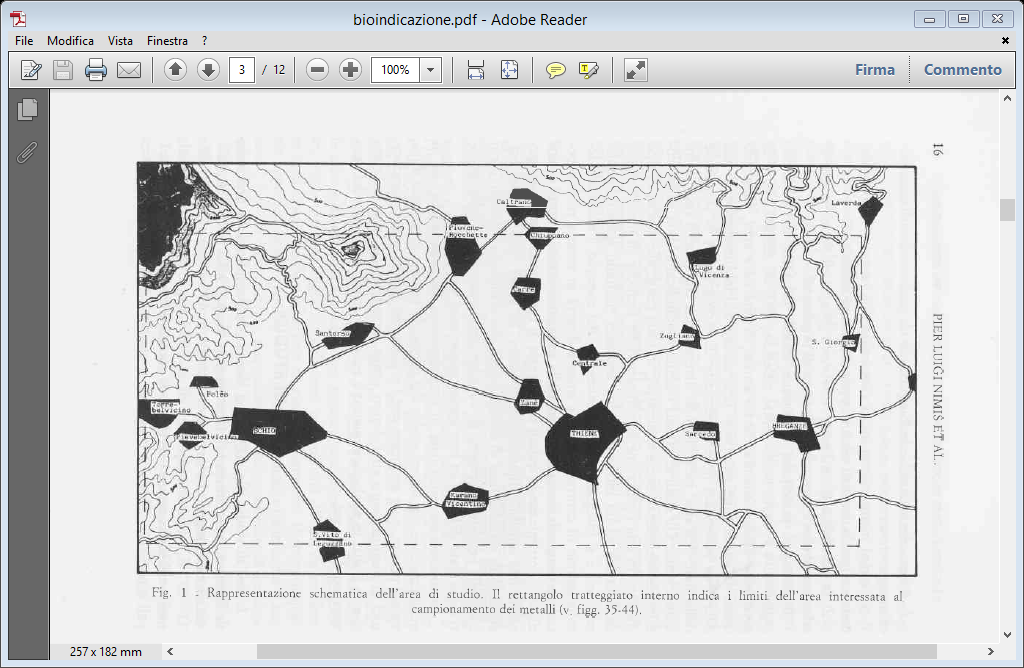 bioindicazione.pdf - Adobe Reader
File Modifica Vista Finestra ?
3 / 12 100% Firma Commento
16
PIER LUIGI NIMIS ET AL.
Caltrano
Laverda
Piovene-
Rocchette
Chiuppano
Lugo di
Vicenza
Carrè
Santorso
Zugliano
S. Giorgio
Centrale
Poleo
Torre-
belvicino
Zanè
Pievebelvicino
SCHIO
THIENE
Sarcedo
BREGANZE
Marano
Vicentino
S.Vito di
Leguzzano
Fig. 1 - Rappresentazione schematica dell'area di studio. Il rettangolo tratteggiato interno indica i limiti dell'area interessata al
campionamento dei metalli (v. figg. 35-44).
257 x 182 mm